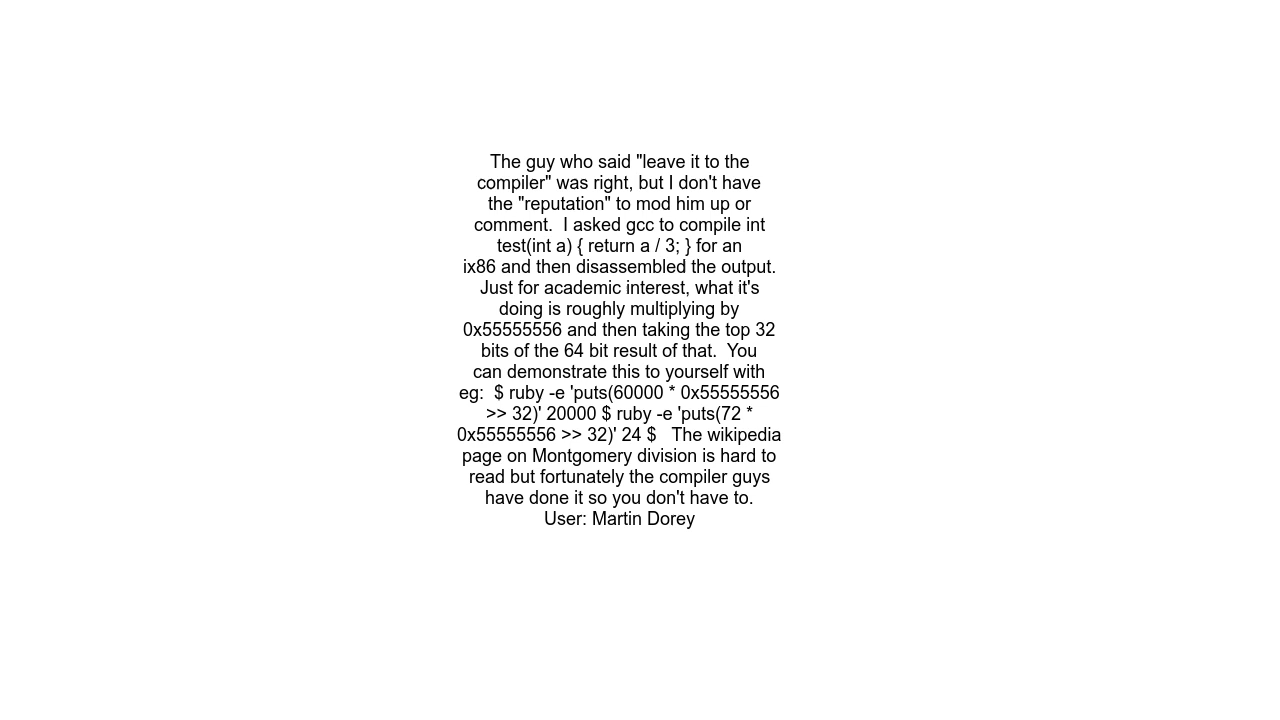 The guy who said "leave it to the
compiler" was right, but I don't have
the "reputation" to mod him up or
comment.  I asked gcc to compile int
test(int a) { return a / 3; } for an
ix86 and then disassembled the output.
Just for academic interest, what it's
doing is roughly multiplying by
0x55555556 and then taking the top 32
bits of the 64 bit result of that.  You
can demonstrate this to yourself with
eg:  $ ruby -e 'puts(60000 * 0x55555556
>> 32)' 20000 $ ruby -e 'puts(72 *
0x55555556 >> 32)' 24 $   The wikipedia
page on Montgomery division is hard to
read but fortunately the compiler guys
have done it so you don't have to.
User: Martin Dorey